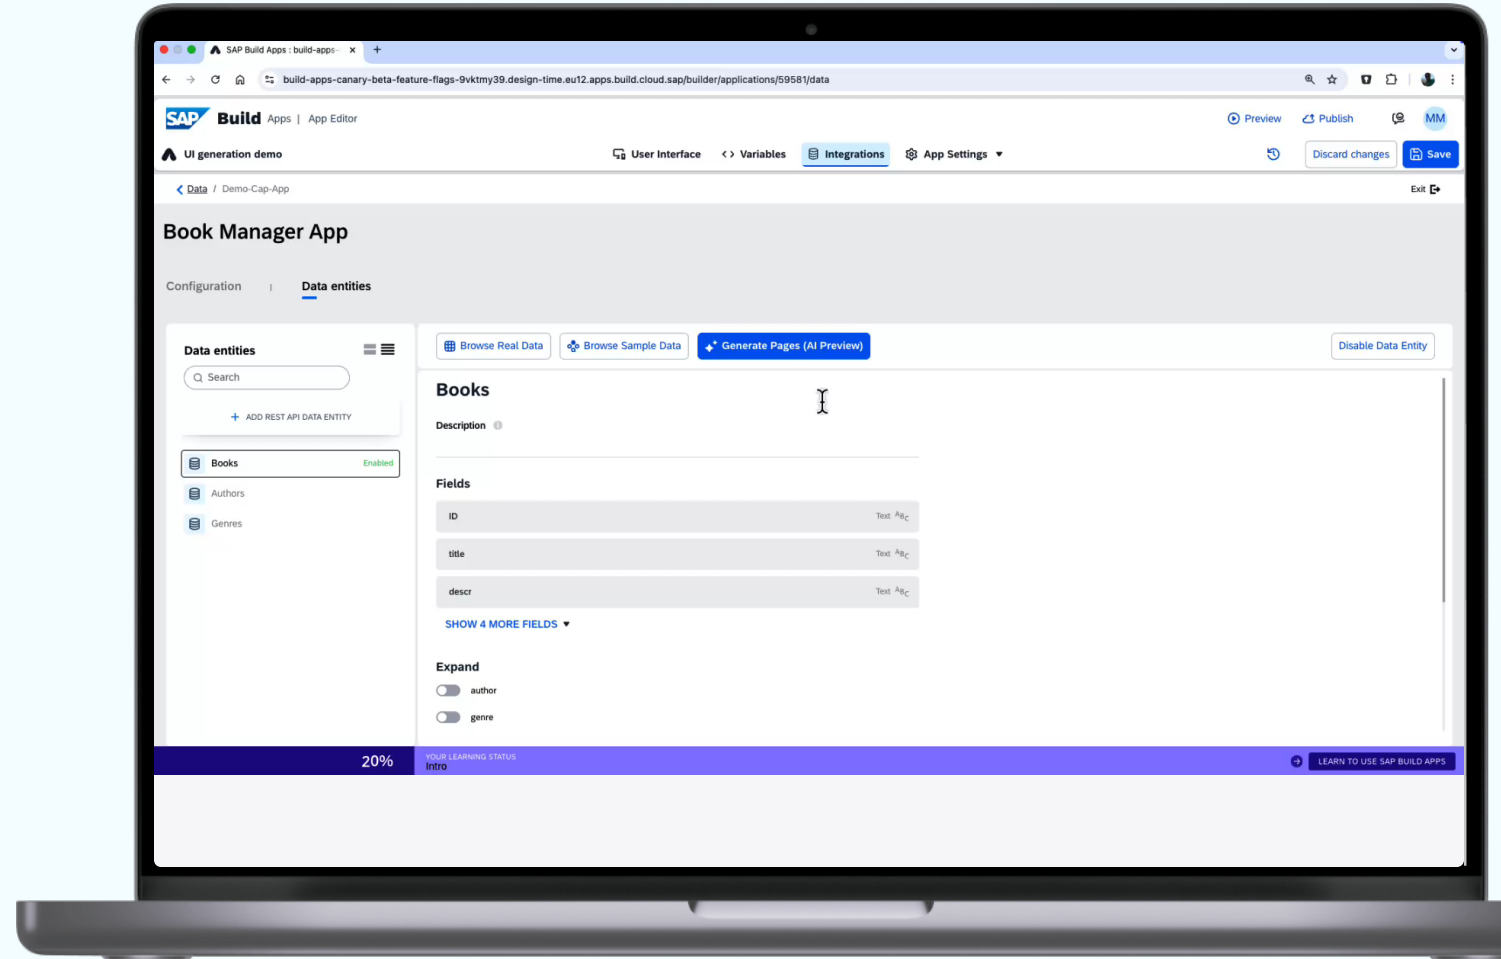 SAP Build Apps : build-apps-
build-apps-canary-beta-feature-flags-9vktmy39.design-time.eu12.apps.build.cloud.sap/builder/applications/59581/data
SAP Build Apps | App Editor
Preview
Publish
MM
UI generation demo
User Interface
Variables
Integrations
App Settings
Discard changes
Save
Data / Demo-Cap-App
Exit
Book Manager App
Configuration
Data entities
Data entities
Search
+ ADD REST API DATA ENTITY
Books Enabled
Authors
Genres
Browse Real Data
Browse Sample Data
Generate Pages (AI Preview)
Disable Data Entity
Books
Description
Fields
ID Text ABC
title Text ABC
descr Text ABC
SHOW 4 MORE FIELDS
Expand
author
genre
20%
YOUR LEARNING STATUS
Intro
LEARN TO USE SAP BUILD APPS